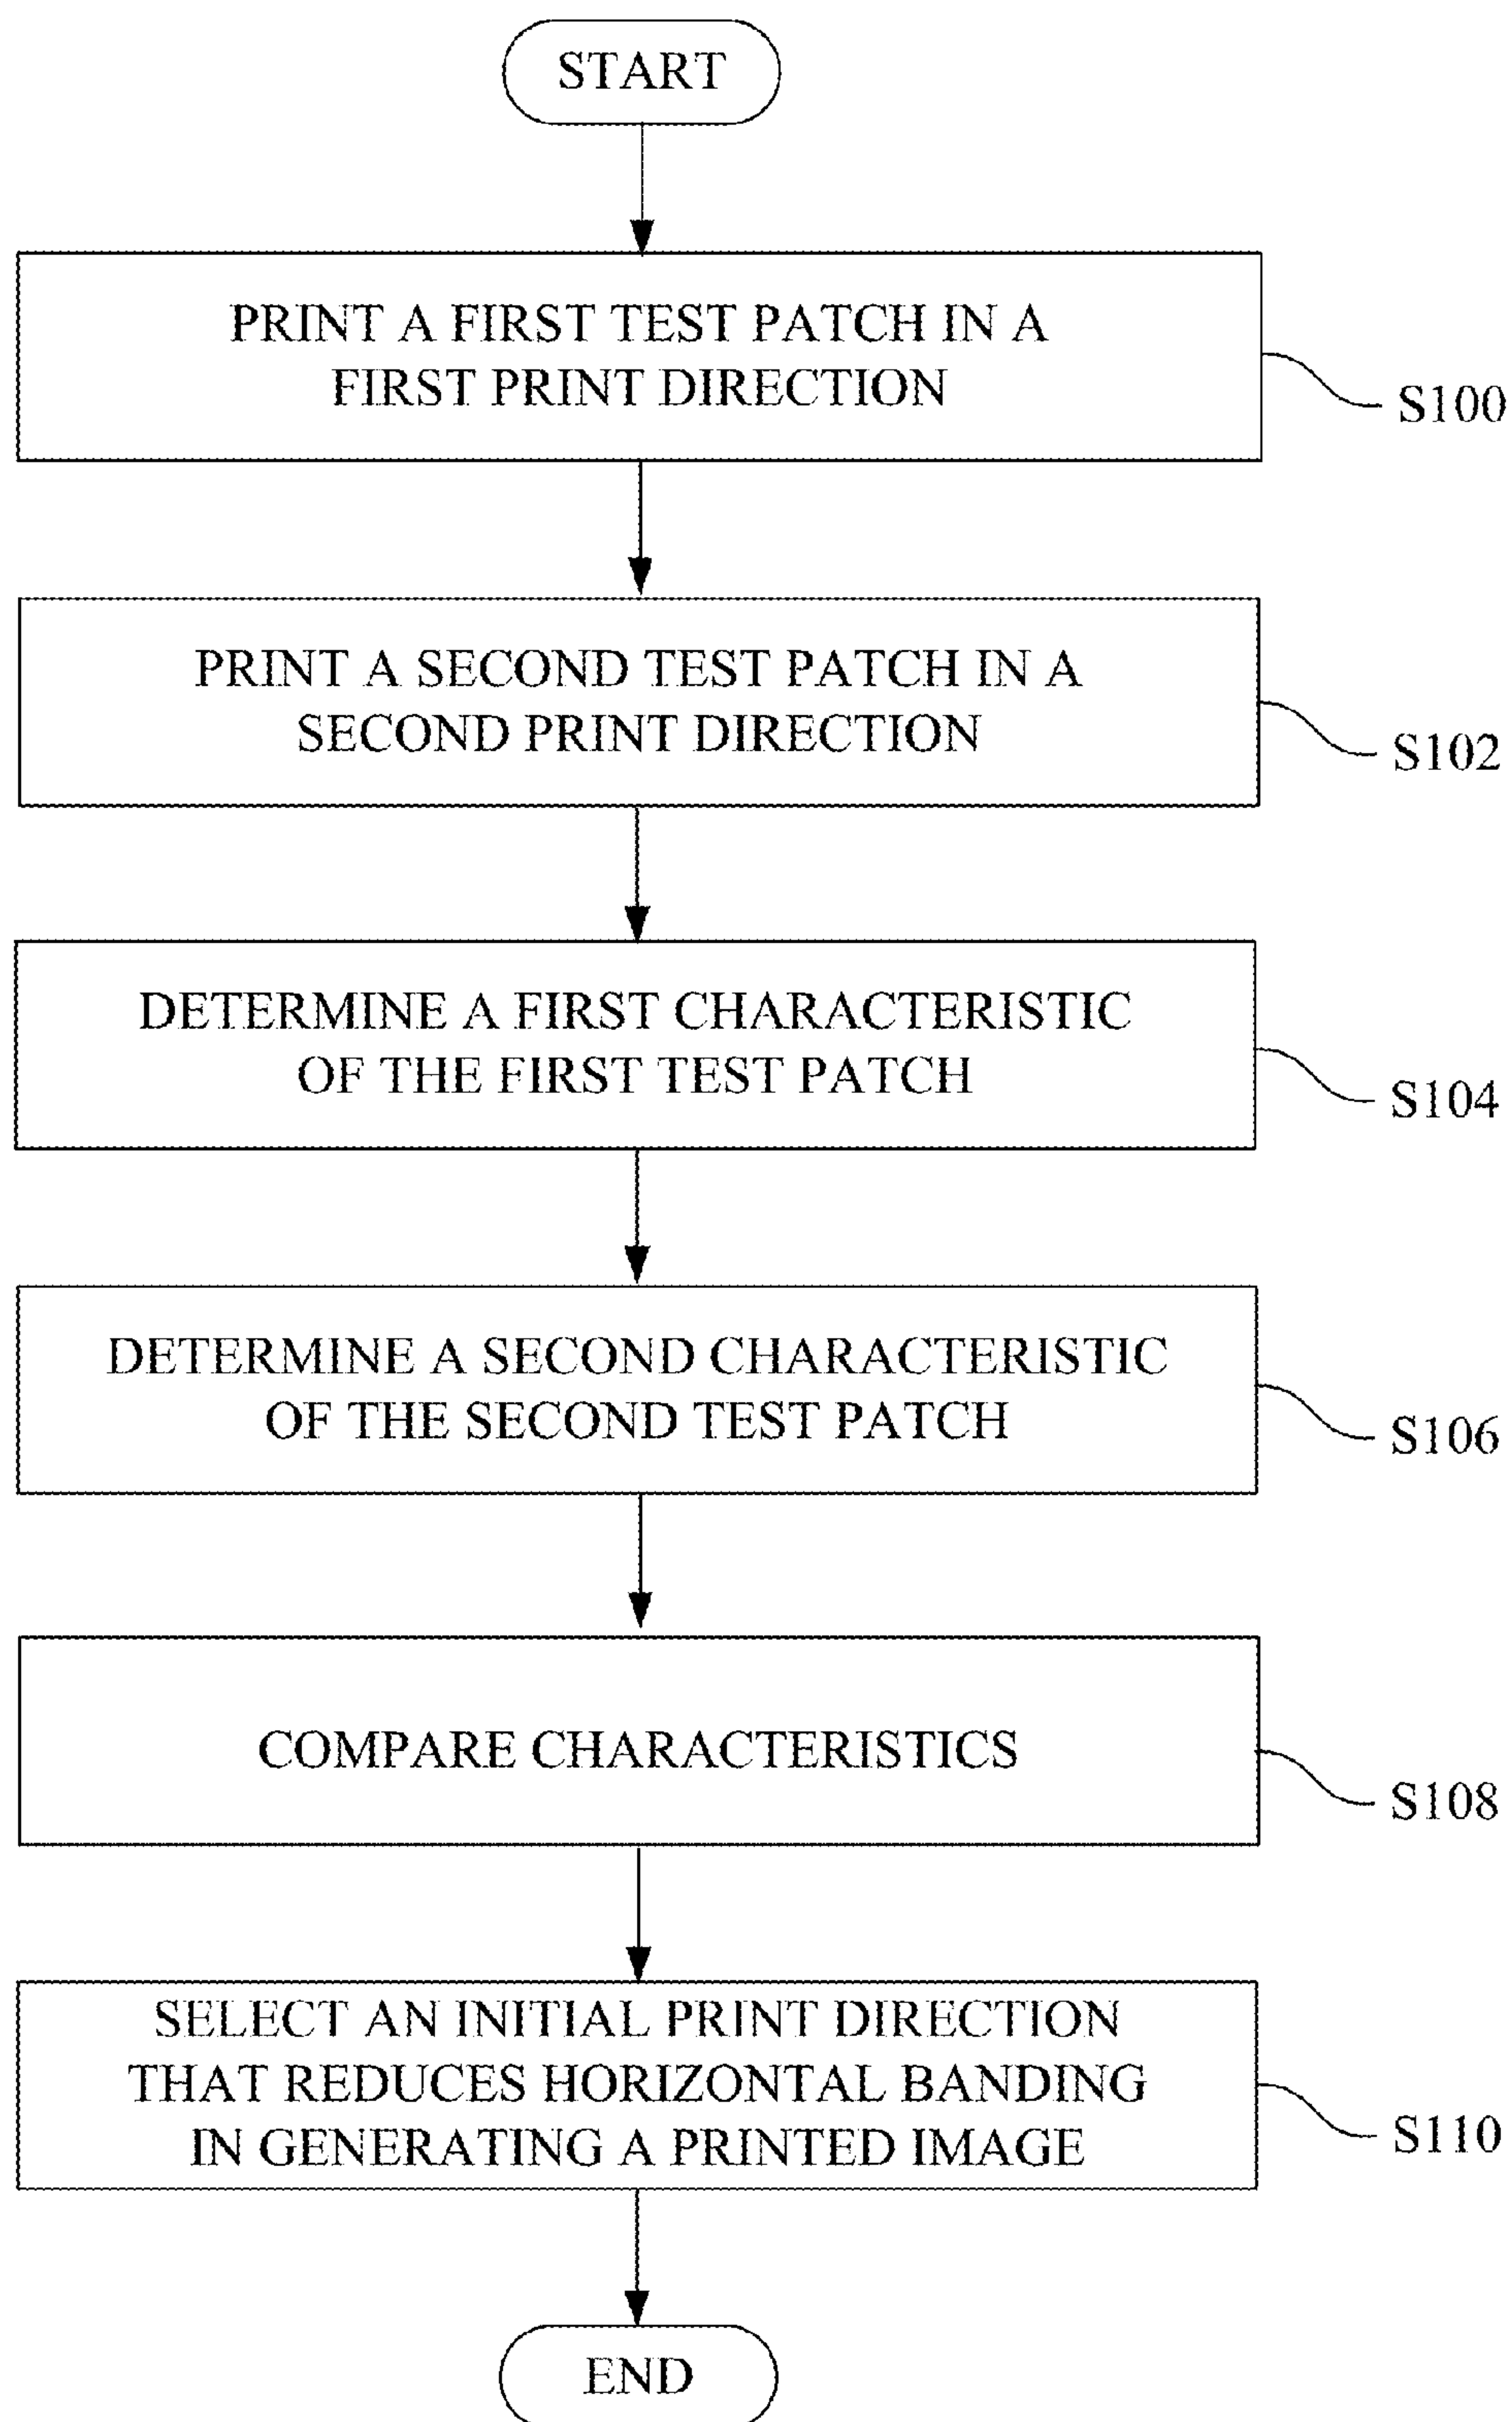 START
PRINT A FIRST TEST PATCH IN A
FIRST PRINT DIRECTION
S100
PRINT A SECOND TEST PATCH IN A
SECOND PRINT DIRECTION
S102
DETERMINE A FIRST CHARACTERISTIC
OF THE FIRST TEST PATCH
S104
DETERMINE A SECOND CHARACTERISTIC
OF THE SECOND TEST PATCH
S106
COMPARE CHARACTERISTICS
S108
SELECT AN INITIAL PRINT DIRECTION
THAT REDUCES HORIZONTAL BANDING
IN GENERATING A PRINTED IMAGE
S110
END